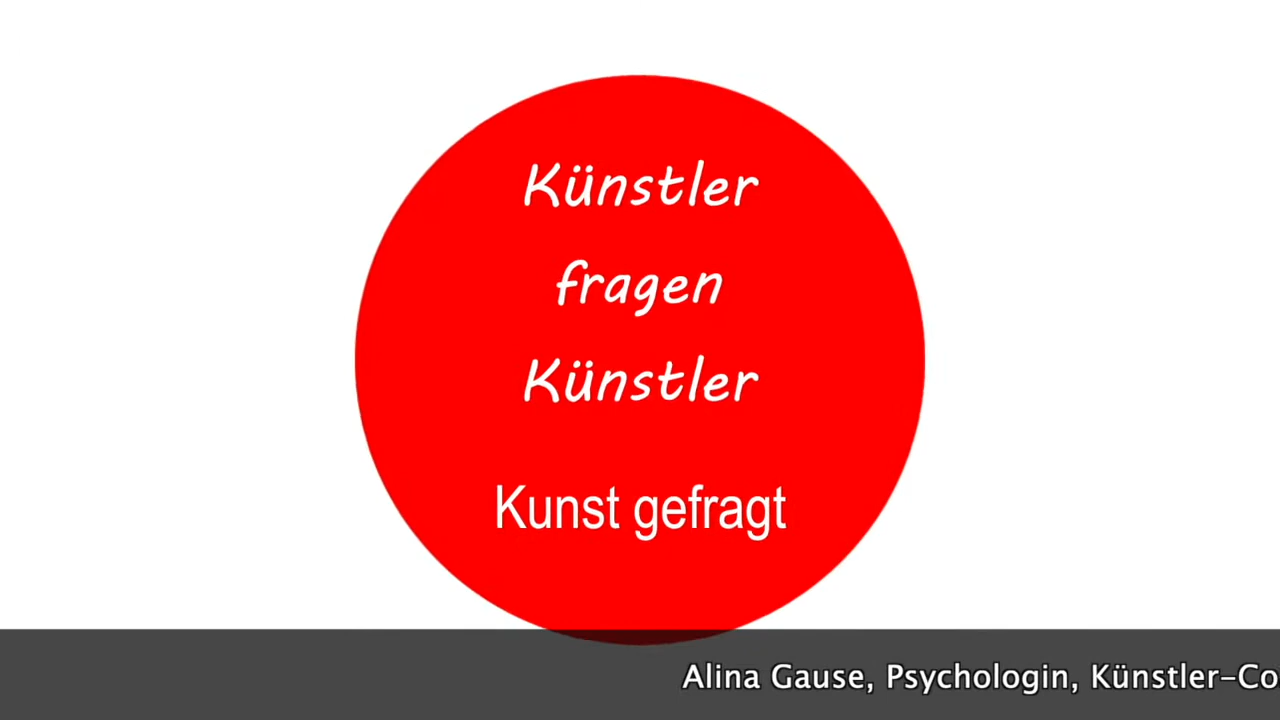 Künstler
fragen
Künstler
Kunst gefragt
Alina Gause, Psychologin, Künstler-Co